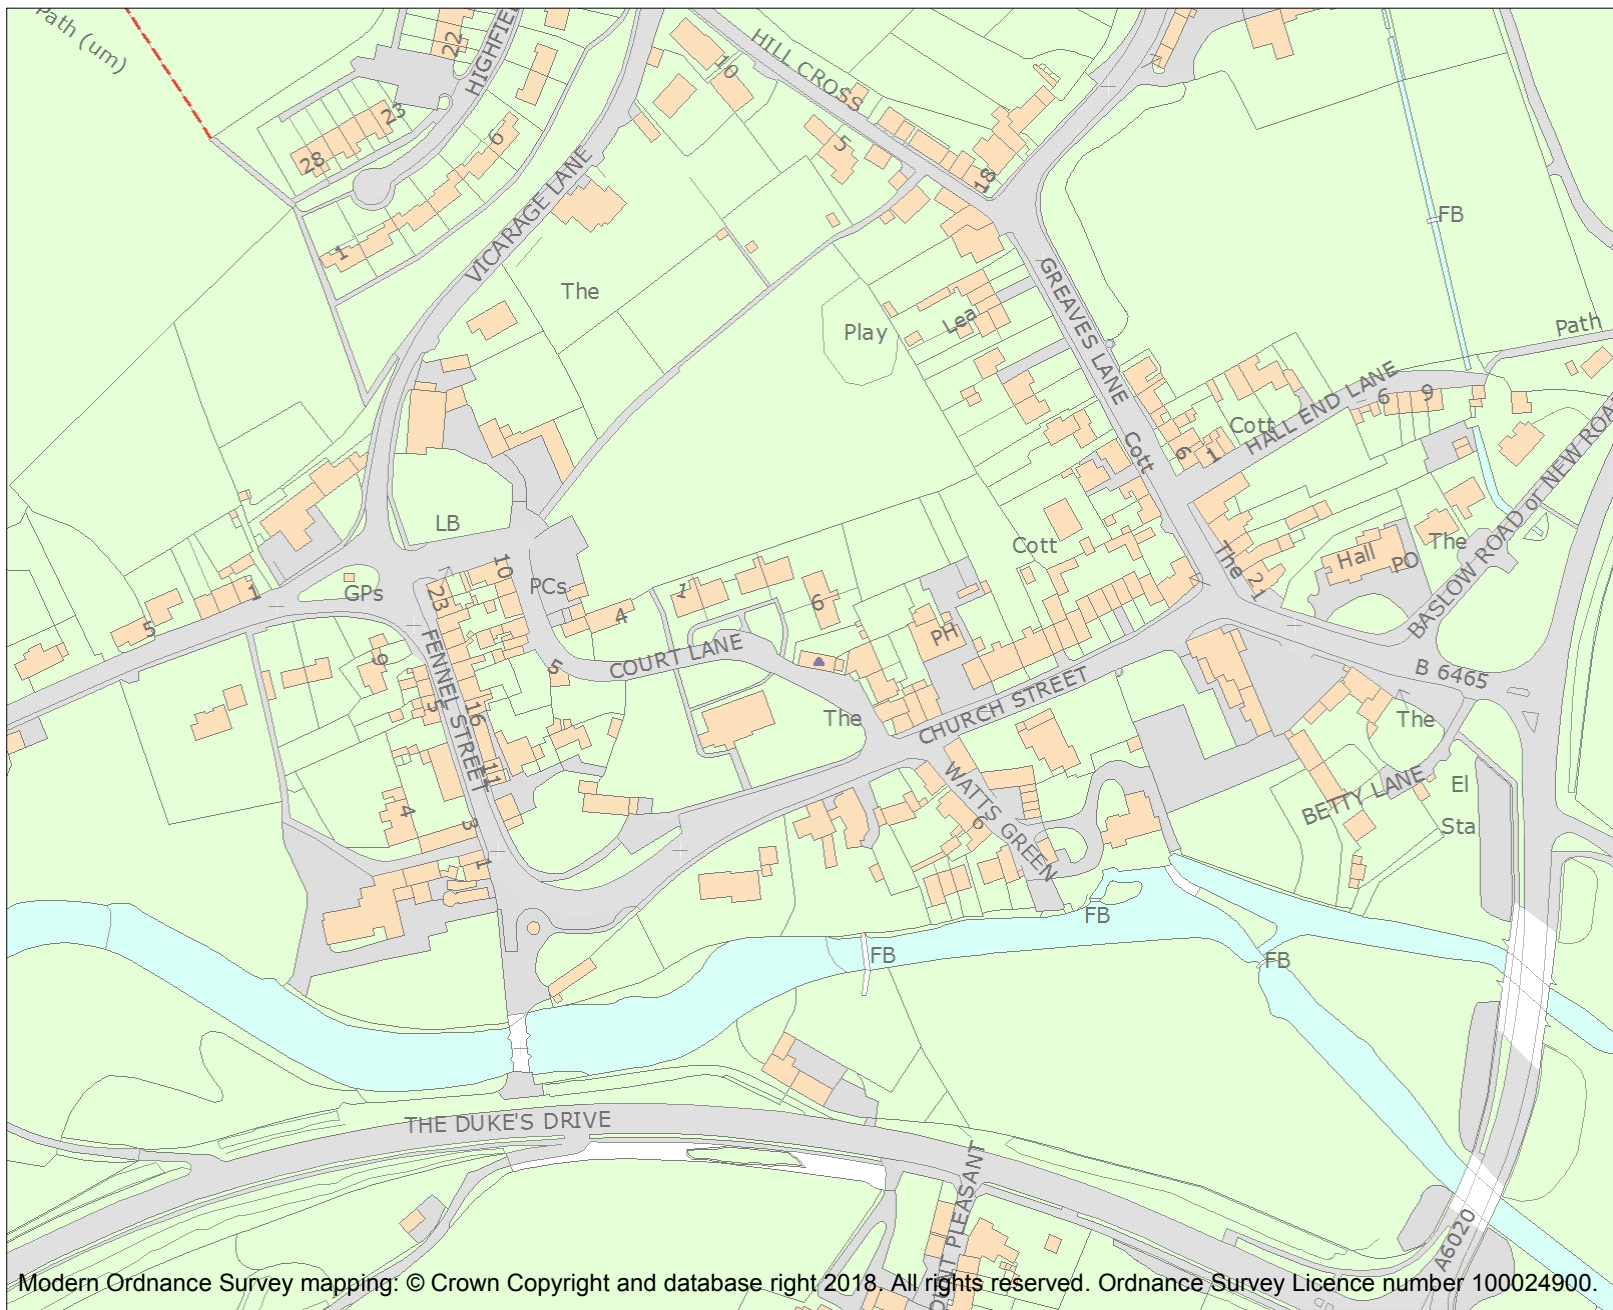 Path (um)
22
HIGHFIE
HILL CROSS
10
23
28
6
5
18
VICARAGE LANE
1
FB
The
Play
Lea
GREAVES LANE
Path
Cott
6
9
HALL END LANE
Cott
6
1
BASLOW ROAD or NEW ROA
LB
Cott
The
Hall
PO
The
10
PCs
21
GPs
1
23
1
6
4
5
PH
9
COURT LANE
5
FENNEL STREET
5
16
B 6465
The
CHURCH STREET
The
11
WATTS GREEN
BETTY LANE
El
Sta
4
3
6
1
FB
FB
FB
THE DUKE'S DRIVE
UNT PLEASANT
A6020
Modern Ordnance Survey mapping: © Crown Copyright and database right 2018. All rights reserved. Ordnance Survey Licence number 100024900.